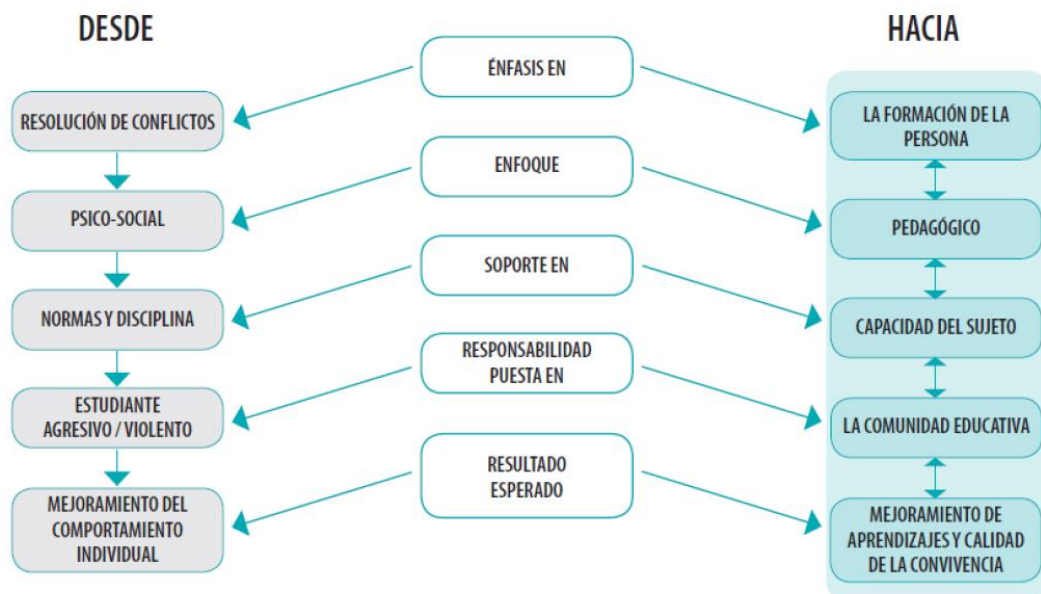 DESDE
HACIA
ÉNFASIS EN
RESOLUCIÓN DE CONFLICTOS
LA FORMACIÓN DE LA
PERSONA
ENFOQUE
PSICO-SOCIAL
PEDAGÓGICO
SOPORTE EN
NORMAS Y DISCIPLINA
CAPACIDAD DEL SUJETO
RESPONSABILIDAD
PUESTA EN
ESTUDIANTE
AGRESIVO / VIOLENTO
LA COMUNIDAD EDUCATIVA
RESULTADO
ESPERADO
MEJORAMIENTO DEL
COMPORTAMIENTO
INDIVIDUAL
MEJORAMIENTO DE
APRENDIZAJES Y CALIDAD
DE LA CONVIVENCIA